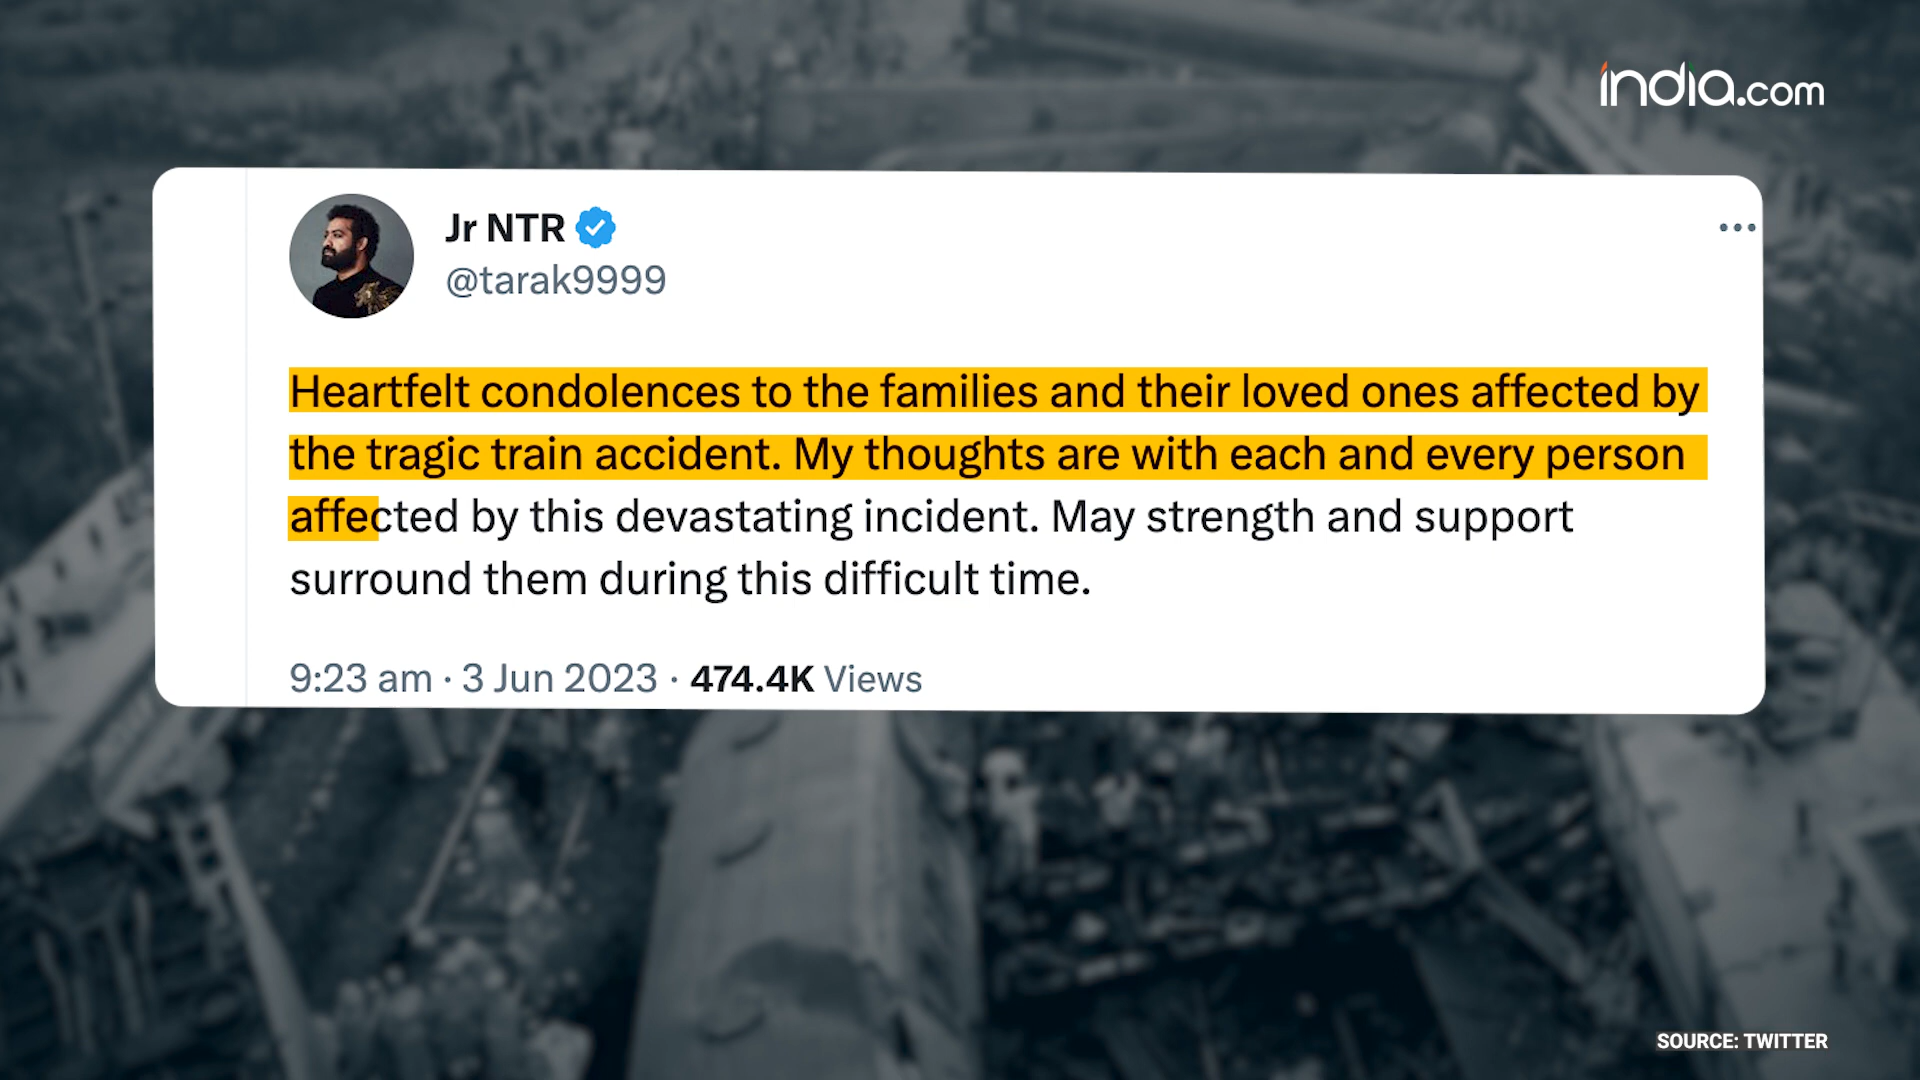 india.com
Jr NTR
@tarak9999
Heartfelt condolences to the families and their loved ones affected by
the tragic train accident. My thoughts are with each and every person
affected by this devastating incident. May strength and support
surround them during this difficult time.
9:23 am · 3 Jun 2023 · 474.4K Views
SOURCE: TWITTER